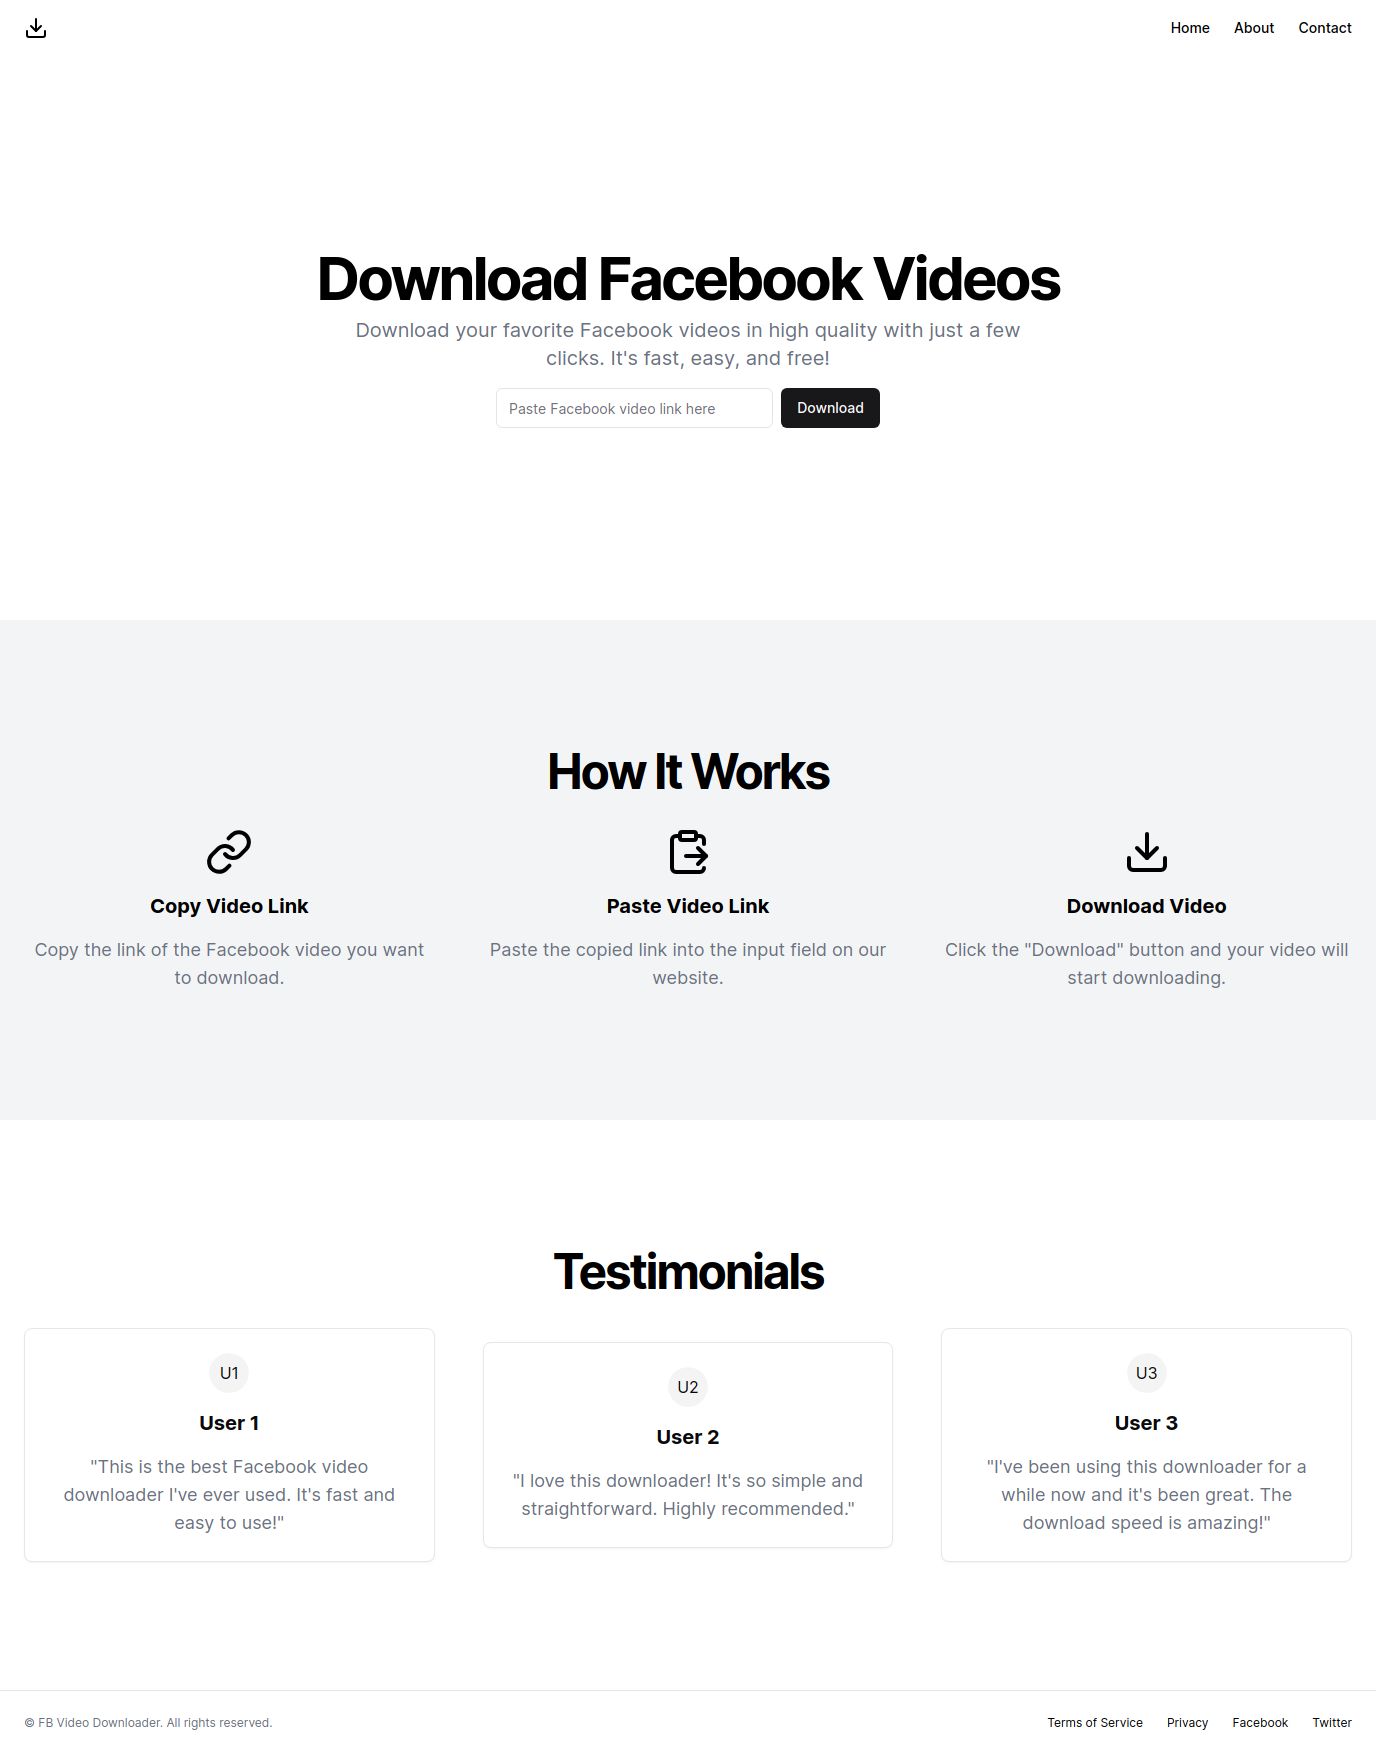 Home About Contact
Download Facebook Videos
Download your favorite Facebook videos in high quality with just a few
clicks. It's fast, easy, and free!
Paste Facebook video link here Download
How It Works
Copy Video Link
Copy the link of the Facebook video you want
to download.
Paste Video Link
Paste the copied link into the input field on our
website.
Download Video
Click the "Download" button and your video will
start downloading.
Testimonials
U1
User 1
"This is the best Facebook video
downloader I've ever used. It's fast and
easy to use!"
U2
User 2
"I love this downloader! It's so simple and
straightforward. Highly recommended."
U3
User 3
"I've been using this downloader for a
while now and it's been great. The
download speed is amazing!"
© FB Video Downloader. All rights reserved.
Terms of Service Privacy Facebook Twitter